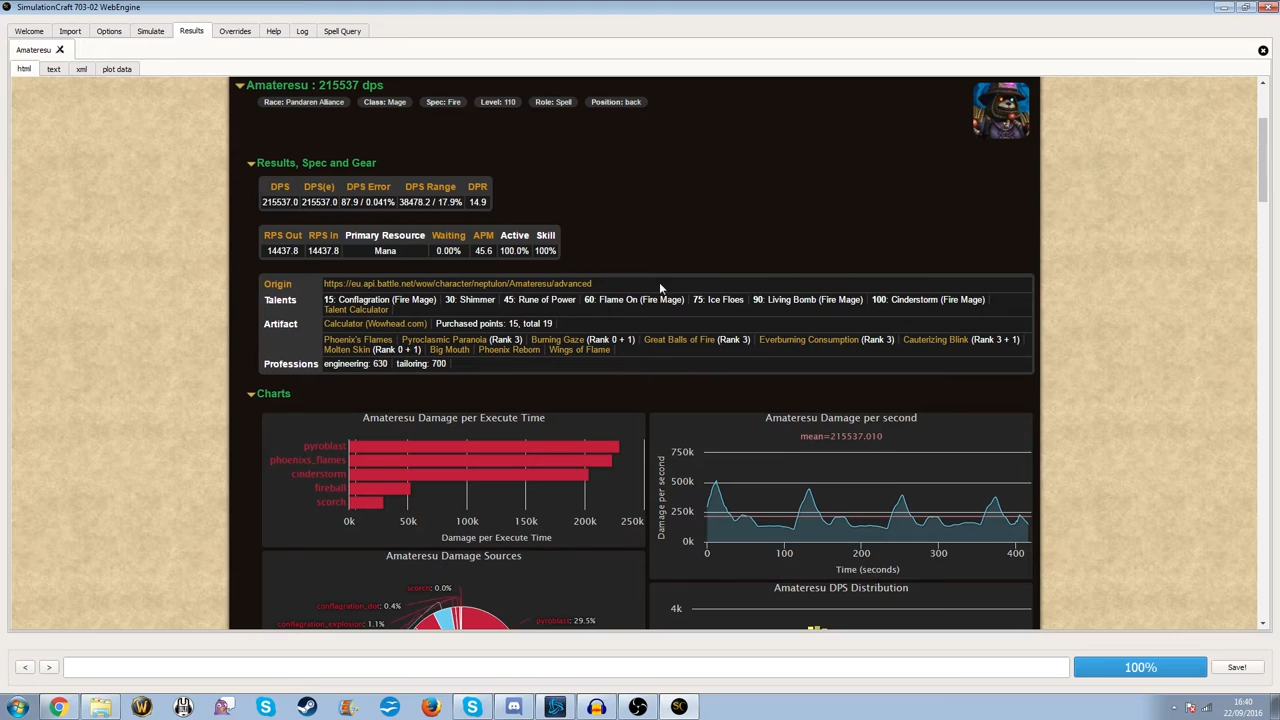 SimulationCraft 703-02 WebEngine
Welcome Import Options Simulate Results Overrides Help Log Spell Query
Amateresu
html text xml plot data
Amateresu : 215537 dps
Race: Pandaren Alliance Class: Mage Spec: Fire Level: 110 Role: Spell Position: back
Results, Spec and Gear
DPS DPS(e) DPS Error DPS Range DPR
215537.0 215537.0 87.9 / 0.041% 38478.2 / 17.9% 14.9
RPS Out RPS In Primary Resource Waiting APM Active Skill
14437.8 14437.8 Mana 0.00% 45.6 100.0% 100%
Origin https://eu.api.battle.net/wow/character/neptulon/Amateresu/advanced
Talents 15: Conflagration (Fire Mage) 30: Shimmer 45: Rune of Power 60: Flame On (Fire Mage) 75: Ice Floes 90: Living Bomb (Fire Mage) 100: Cinderstorm (Fire Mage)
Talent Calculator
Artifact Calculator (Wowhead.com) Purchased points: 15, total 19
Phoenix's Flames Pyroclasmic Paranoia (Rank 3) Burning Gaze (Rank 0 + 1) Great Balls of Fire (Rank 3) Everburning Consumption (Rank 3) Cauterizing Blink (Rank 3 + 1)
Molten Skin (Rank 0 + 1) Big Mouth Phoenix Reborn Wings of Flame
Professions engineering: 630 tailoring: 700
Charts
Amateresu Damage per Execute Time
pyroblast
phoenixs_flames
cinderstorm
fireball
scorch
0k 50k 100k 150k 200k 250k
Damage per Execute Time
Amateresu Damage per second
mean=215537.010
Damage per second
750k
500k
250k
0k
0 100 200 300 400
Time (seconds)
Amateresu Damage Sources
scorch: 0.0%
conflagration_dot: 0.4%
conflagration_explosion: 1.1%
pyroblast: 29.5%
Amateresu DPS Distribution
4k
< > 100% Save!
16:40
22/09/2016